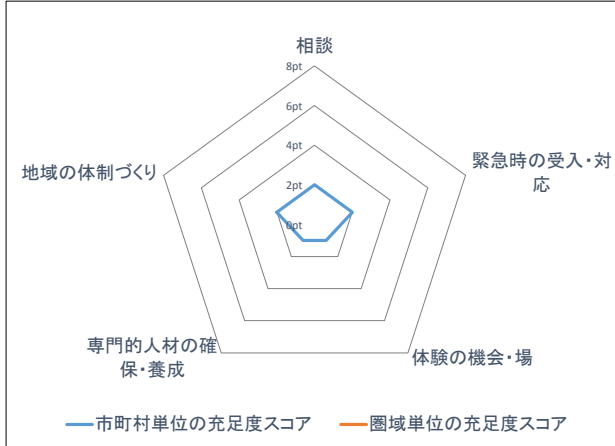 相談
8pt
6pt
4pt
2pt
0pt
地域の体制づくり
緊急時の受入・対
応
専門的人材の確
保・養成
体験の機会・場
市町村単位の充足度スコア
圏域単位の充足度スコア